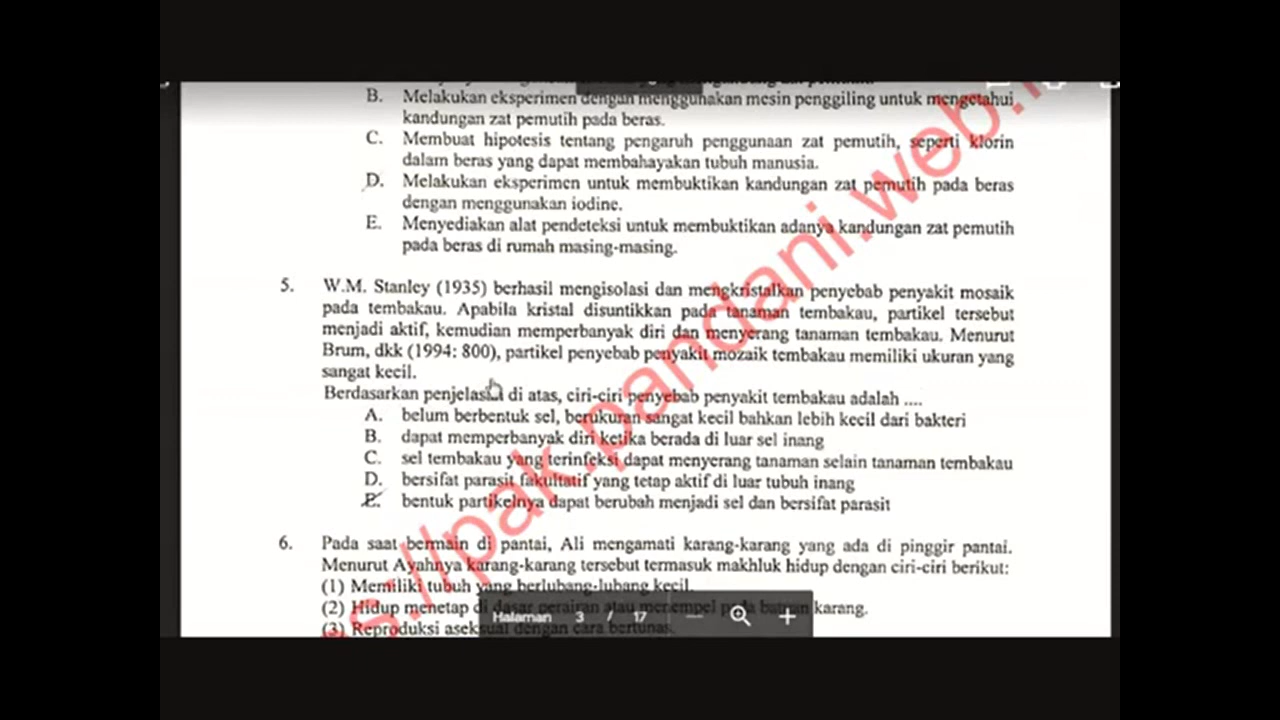 B. Melakukan eksperimen dengan menggunakan mesin penggiling untuk mengetahui
kandungan zat pemutih pada beras.
C. Membuat hipotesis tentang pengaruh penggunaan zat pemutih, seperti klorin
dalam beras yang dapat membahayakan tubuh manusia.
D. Melakukan eksperimen untuk membuktikan kandungan zat pemutih pada beras
dengan menggunakan iodine.
E. Menyediakan alat pendeteksi untuk membuktikan adanya kandungan zat pemutih
pada beras di rumah masing-masing.
5. W.M. Stanley (1935) berhasil mengisolasi dan mengkristalkan penyebab penyakit mosaik
pada tembakau. Apabila kristal disuntikkan pada tanaman tembakau, partikel tersebut
menjadi aktif, kemudian memperbanyak diri dan menyerang tanaman tembakau. Menurut
Brum, dkk (1994: 800), partikel penyebab penyakit mozaik tembakau memiliki ukuran yang
sangat kecil.
Berdasarkan penjelasan di atas, ciri-ciri penyebab penyakit tembakau adalah ....
A. belum berbentuk sel, berukuran sangat kecil bahkan lebih kecil dari bakteri
B. dapat memperbanyak diri ketika berada di luar sel inang
C. sel tembakau yang terinfeksi dapat menyerang tanaman selain tanaman tembakau
D. bersifat parasit fakultatif yang tetap aktif di luar tubuh inang
E. bentuk partikelnya dapat berubah menjadi sel dan bersifat parasit
6. Pada saat bermain di pantai, Ali mengamati karang-karang yang ada di pinggir pantai.
Menurut Ayahnya karang-karang tersebut termasuk makhluk hidup dengan ciri-ciri berikut:
(1) Memiliki tubuh yang berlubang-lubang kecil.
(2) Hidup menetap di dasar perairan atau menempel pada batuan karang.
(3) Reproduksi aseksual dengan cara bertunas.
Halaman 3 / 17
s://pak.pandani.web.i